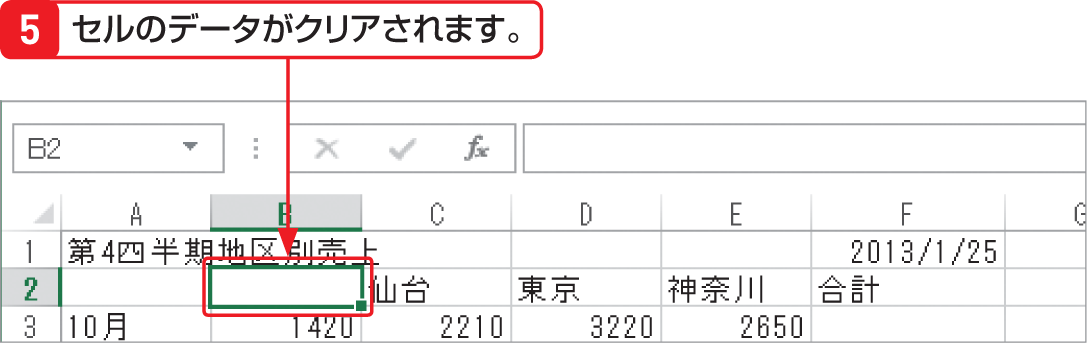 5 セルのデータがクリアされます。
B2 fx
A B C D E F G
1 第4四半期地区別売上 2013/1/25
2 仙台 東京 神奈川 合計
3 10月 1420 2210 3220 2650